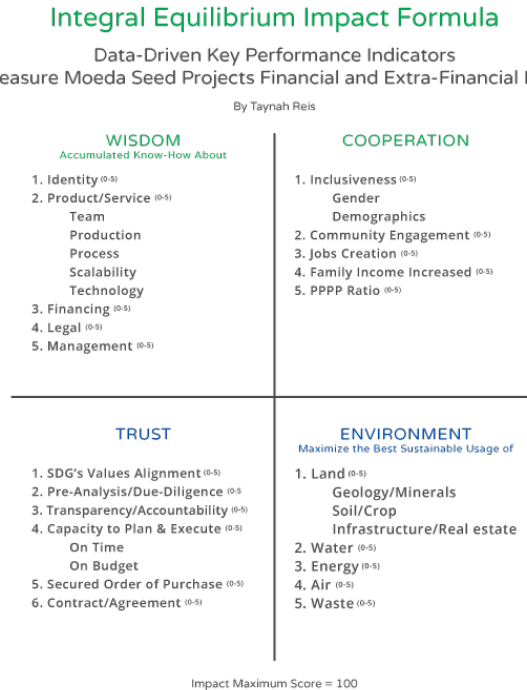 Integral Equilibrium Impact Formula
Data-Driven Key Performance Indicators
easure Moeda Seed Projects Financial and Extra-Financial
By Taynah Reis
WISDOM
Accumulated Know-How About
1. Identity (0-5)
2. Product/Service (0-5)
Team
Production
Process
Scalability
Technology
3. Financing (0-5)
4. Legal (0-5)
5. Management (0-5)
COOPERATION
1. Inclusiveness (0-5)
Gender
Demographics
2. Community Engagement (0-5)
3. Jobs Creation (0-5)
4. Family Income Increased (0-5)
5. PPPP Ratio (0-5)
TRUST
1. SDG's Values Alignment (0-5)
2. Pre-Analysis/Due-Diligence (0-5
3. Transparency/Accountability (0-5)
4. Capacity to Plan & Execute (0-5)
On Time
On Budget
5. Secured Order of Purchase (0-5)
6. Contract/Agreement (0-5)
ENVIRONMENT
Maximize the Best Sustainable Usage of
1. Land (0-5)
Geology/Minerals
Soil/Crop
Infrastructure/Real estate
2. Water (0-5)
3. Energy (0-5)
4. Air (0-5)
5. Waste (0-5)
Impact Maximum Score = 100